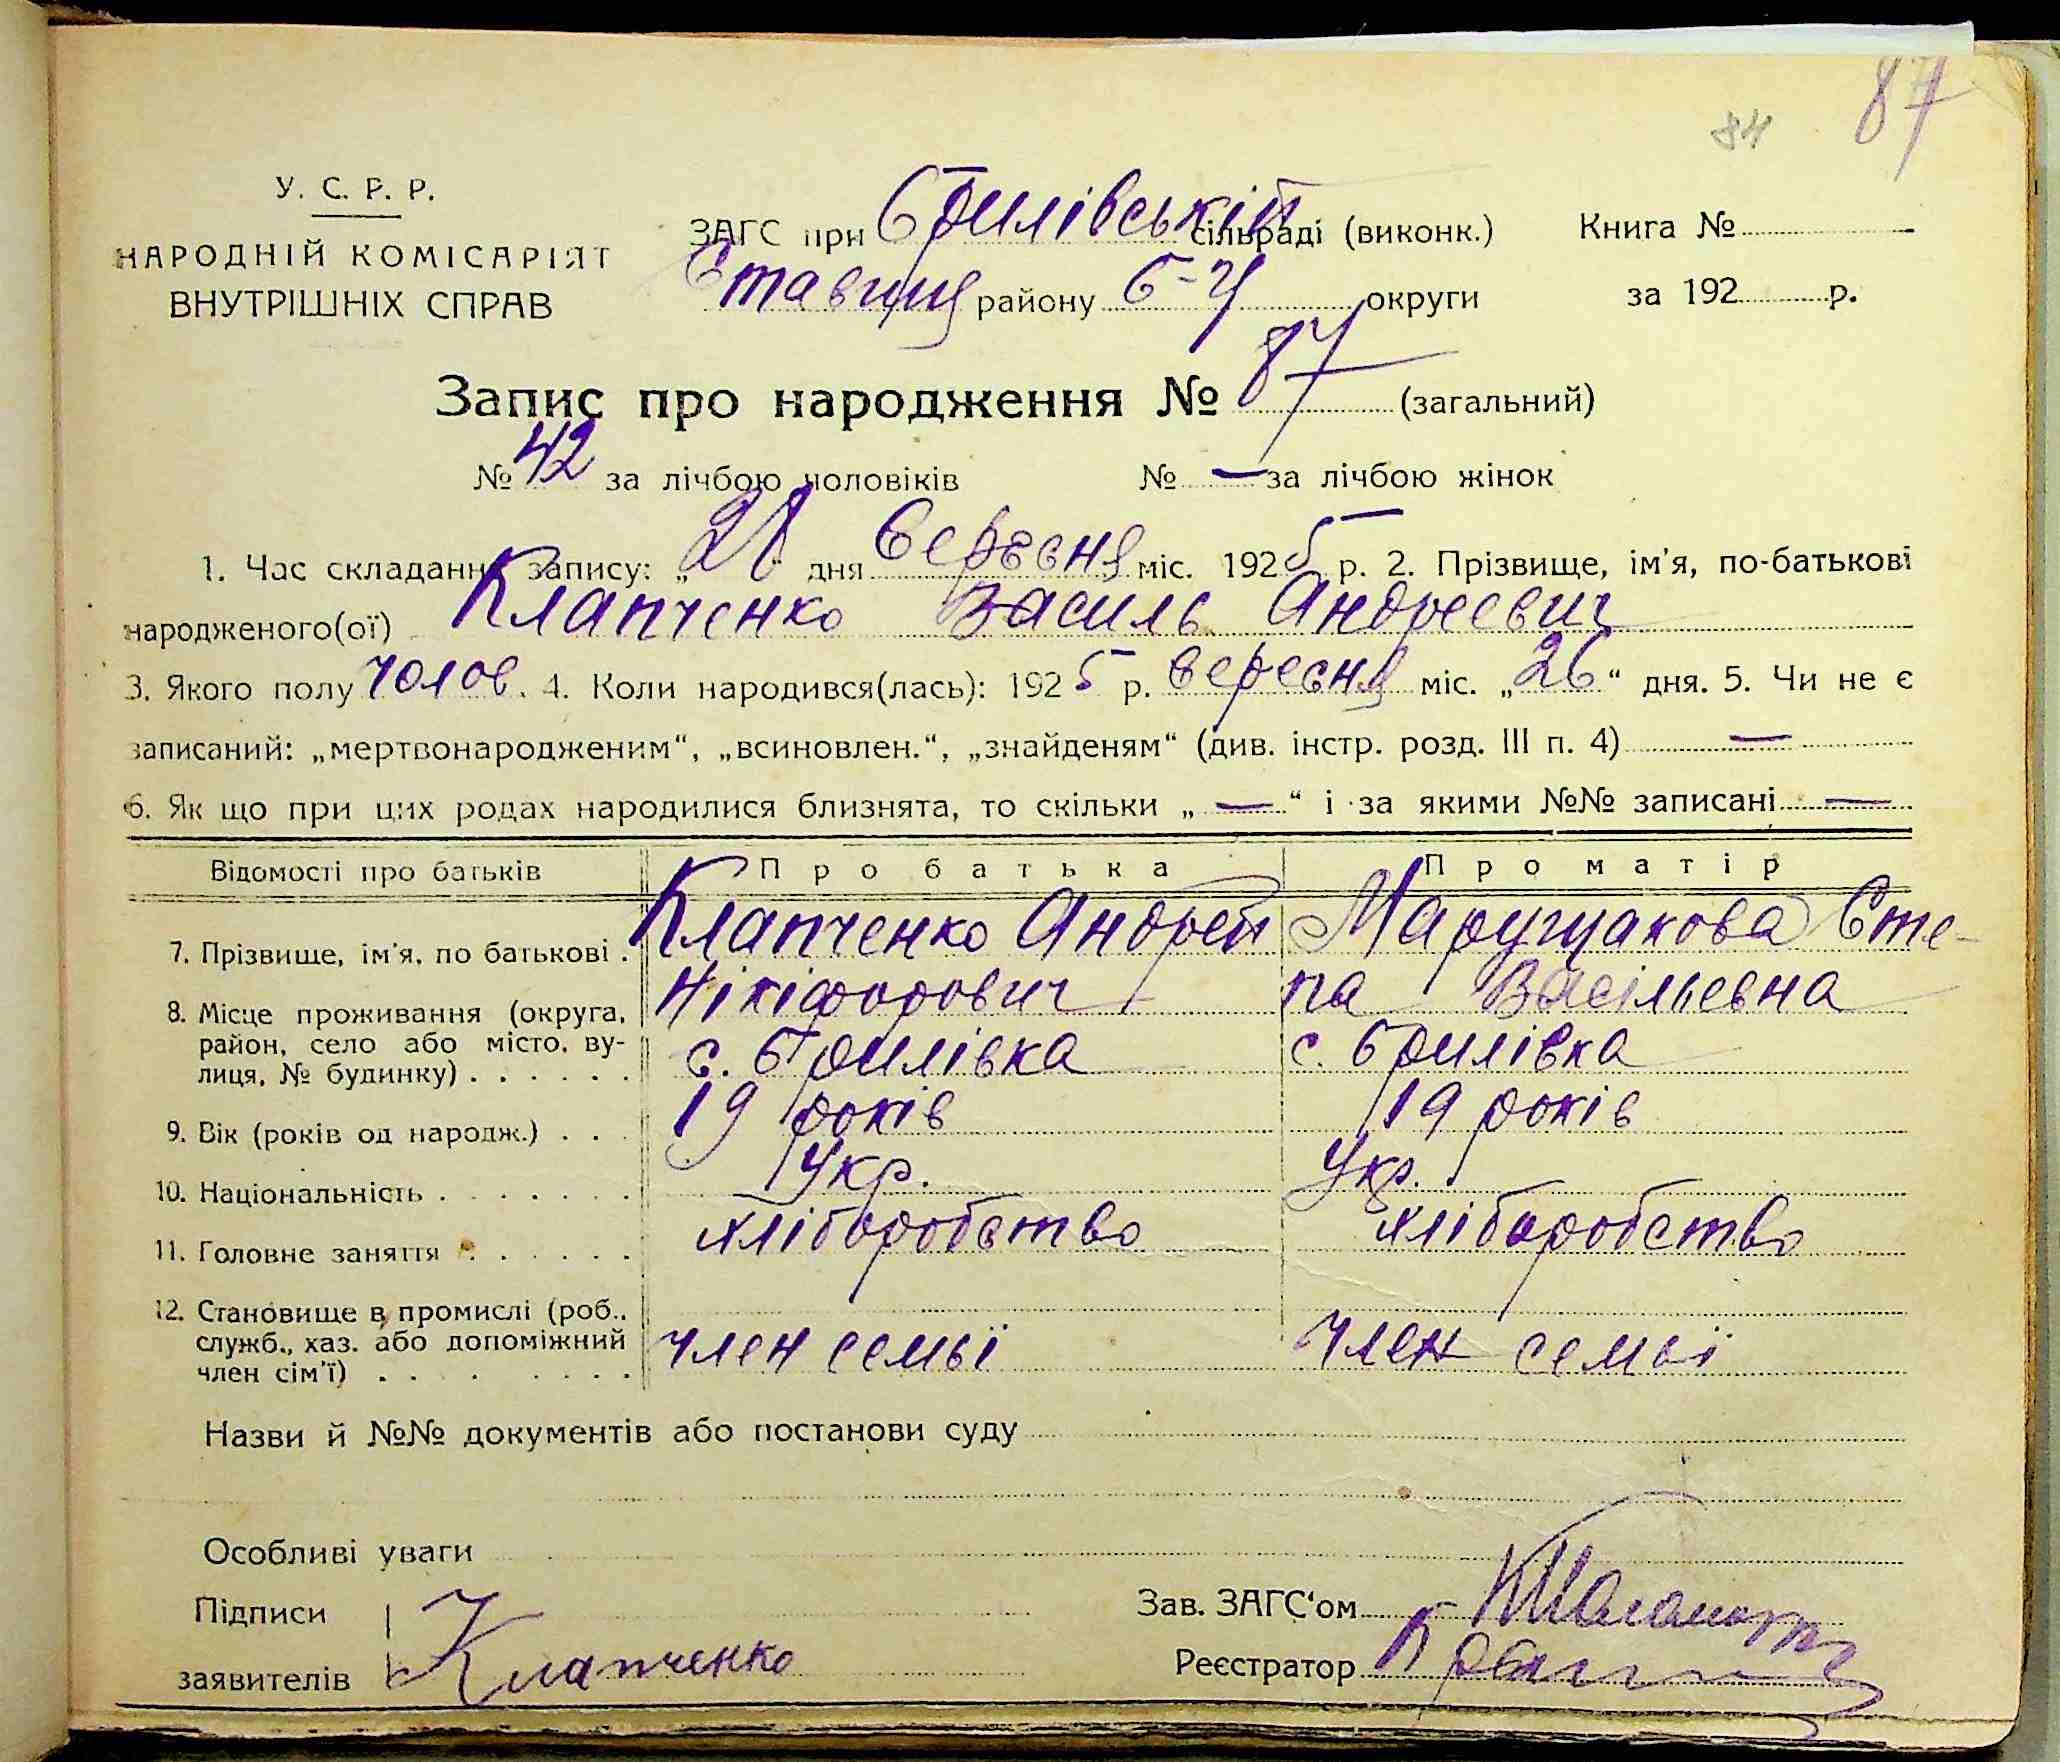 87
84
У. С. Р. Р.
НАРОДНІЙ КОМІСАРІЯТ
ВНУТРІШНІХ СПРАВ
ЗАГС при Брилівській сільраді (виконк.) Книга №
Ставищ району Б-Ц округи за 192 р.
Запис про народження № 87 (загальний)
№ 42 за лічбою чоловіків № — за лічбою жінок
1. Час складання запису: „28“ дня Вересня міс. 1925 р. 2. Прізвище, ім'я, по-батькові
народженого(ої) Клапченко Василь Андреевич
3. Якого полу чолов. 4. Коли народився(лась): 1925 р. вересня міс. „26“ дня. 5. Чи не є
записаний: „мертвонародженим“, „всиновлен.“, „знайденям“ (див. інстр. розд. III п. 4) —
6. Як що при цих родах народилися близнята, то скільки „—“ і за якими №№ записані —
Відомості про батьків Про батька Про матір
7. Прізвище, ім'я, по батькові . Клапченко Андрей Марущакова Сте-
Нікіфорович па Васільевна
8. Місце проживання (округа,
район, село або місто, ву- с. Брилівка с. Брилівка
лиця, № будинку) . . . . . .
9. Вік (років од народж.) . . . 19 років 19 років
10. Національність . . . . . . . Укр. Укр.
11. Головне заняття . . . . . . хліборобство хліборобство
12. Становище в промислі (роб.,
служб., хаз. або допоміжний член семьї член семьї
член сім'ї) . . . . . . . .
Назви й №№ документів або постанови суду
Особливі уваги
Підписи Зав. ЗАГС'ом
заявителів Клапченко Реєстратор